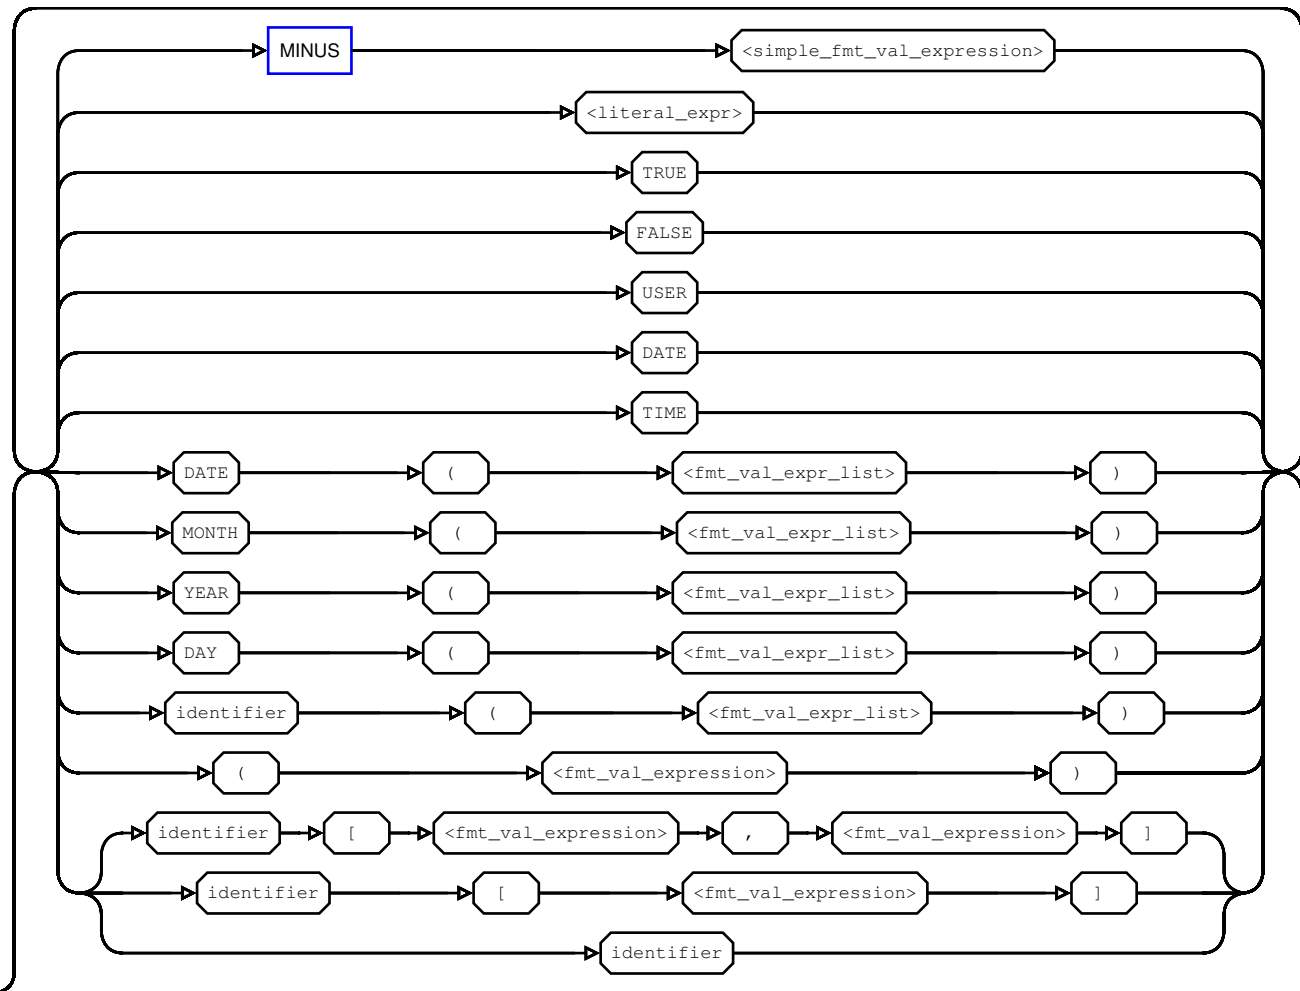 MINUS <simple_fmt_val_expression>
<literal_expr>
TRUE
FALSE
USER
DATE
TIME
DATE ( <fmt_val_expr_list> )
MONTH ( <fmt_val_expr_list> )
YEAR ( <fmt_val_expr_list> )
DAY ( <fmt_val_expr_list> )
identifier ( <fmt_val_expr_list> )
( <fmt_val_expression> )
identifier [ <fmt_val_expression> , <fmt_val_expression> ]
identifier [ <fmt_val_expression> ]
identifier